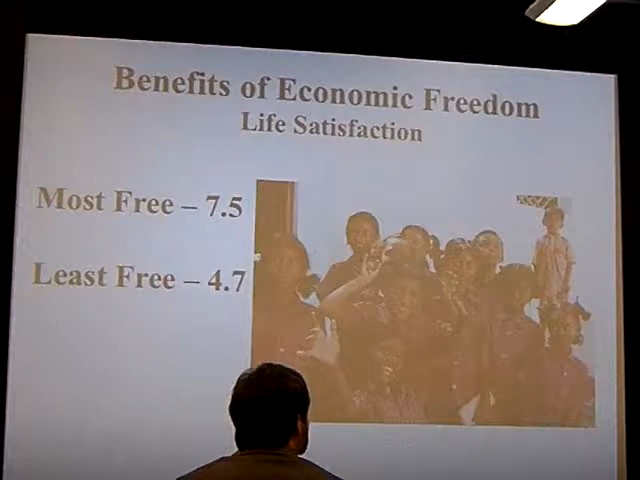 Benefits of Economic Freedom
Life Satisfaction
Most Free – 7.5
Least Free – 4.7